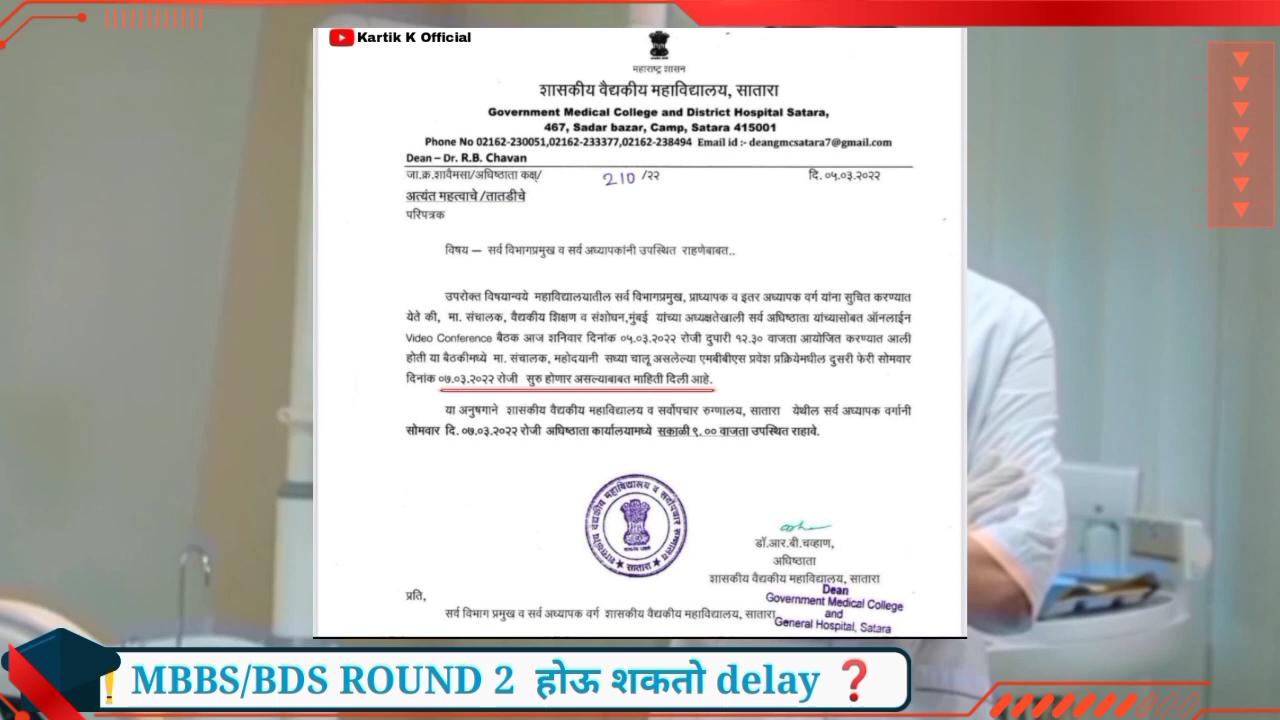 Kartik K Official
महाराष्ट्र शासन
शासकीय वैद्यकीय महाविद्यालय, सातारा
Government Medical College and District Hospital Satara,
467, Sadar bazar, Camp, Satara 415001
Phone No 02162-230051,02162-233377,02162-238494 Email id :- deangmcsatara7@gmail.com
Dean – Dr. R.B. Chavan
जा.क्र.शावैमसा/अधिष्ठाता कक्ष/ 210 /२२ दि. ०५.०३.२०२२
अत्यंत महत्वाचे /तातडीचे
परिपत्रक
विषय — सर्व विभागप्रमुख व सर्व अध्यापकांनी उपस्थित राहणेबाबत..
उपरोक्त विषयान्वये महाविद्यालयातील सर्व विभागप्रमुख, प्राध्यापक व इतर अध्यापक वर्ग यांना सुचित करण्यात
येते की, मा. संचालक, वैद्यकीय शिक्षण व संशोधन,मुंबई यांच्या अध्यक्षतेखाली सर्व अधिष्ठाता यांच्यासोबत ऑनलाईन
Video Conference बैठक आज शनिवार दिनांक ०५.०३.२०२२ रोजी दुपारी १२.३० वाजता आयोजित करण्यात आली
होती या बैठकीमध्ये मा. संचालक, महोदयानी सध्या चालू असलेल्या एमबीबीएस प्रवेश प्रक्रियेमधील दुसरी फेरी सोमवार
दिनांक ०७.०३.२०२२ रोजी सुरु होणार असल्याबाबत माहिती दिली आहे.
या अनुषगाने शासकीय वैद्यकीय महाविद्यालय व सर्वोपचार रुग्णालय, सातारा येथील सर्व अध्यापक वर्गानी
सोमवार दि. ०७.०३.२०२२ रोजी अधिष्ठाता कार्यालयामध्ये सकाळी ९. ०० वाजता उपस्थित राहावे.
डॉ.आर.बी.चव्हाण,
अधिष्ठाता
शासकीय वैद्यकीय महाविद्यालय, सातारा
Dean
Government Medical College
and
General Hospital, Satara
प्रति,
सर्व विभाग प्रमुख व सर्व अध्यापक वर्ग शासकीय वैद्यकीय महाविद्यालय, सातारा
MBBS/BDS ROUND 2 होऊ शकतो delay ❓